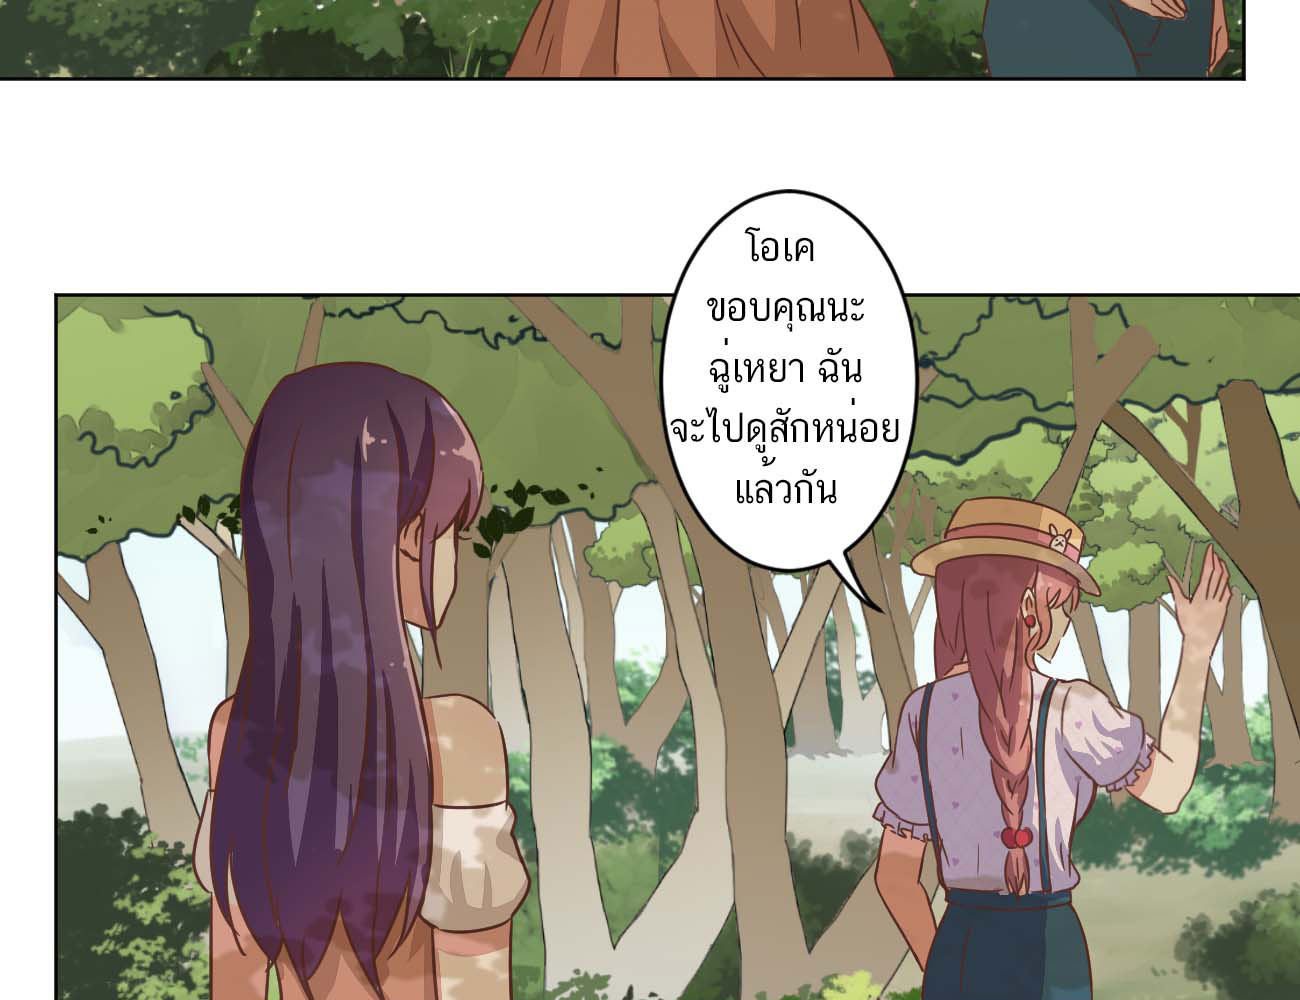 โอเค
ขอบคุณนะ
ฉู่เหยา ฉัน
จะไปดูสักหน่อย
แล้วกัน